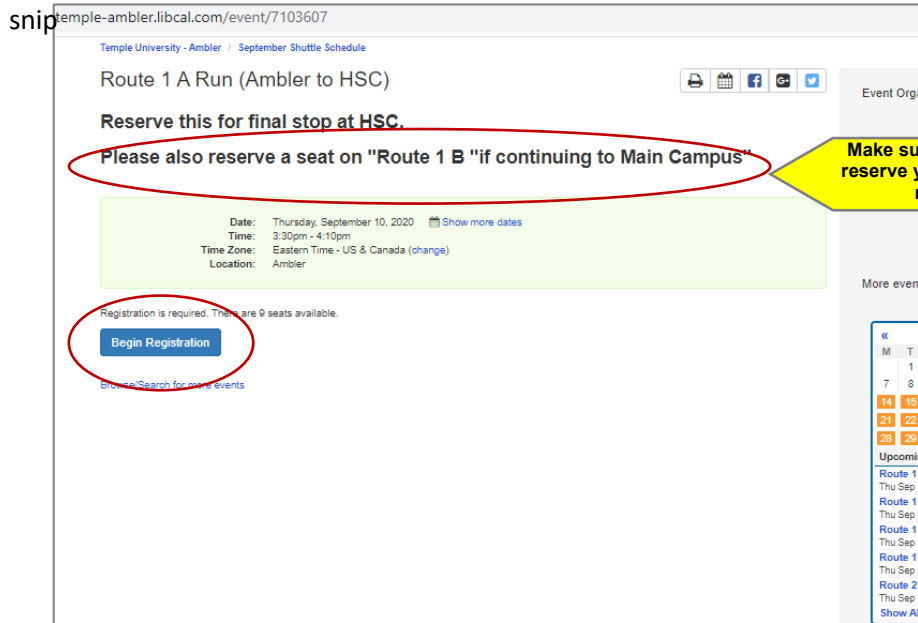 snip
temple-ambler.libcal.com/event/7103607
Temple University - Ambler / September Shuttle Schedule
Route 1 A Run (Ambler to HSC)
Reserve this for final stop at HSC.
Please also reserve a seat on "Route 1 B "if continuing to Main Campus"
Date: Thursday, September 10, 2020 Show more dates
Time: 3:30pm - 4:10pm
Time Zone: Eastern Time - US & Canada (change)
Location: Ambler
Registration is required. There are 9 seats available.
Begin Registration
Browse/Search for more events
Event Orga
Make su
reserve y
More even
«
M T
1
7 8
14 15
21 22
28 29
Upcomi
Route 1
Thu Sep
Route 1
Thu Sep
Route 1
Thu Sep
Route 1
Thu Sep
Route 2
Thu Sep
Show Al